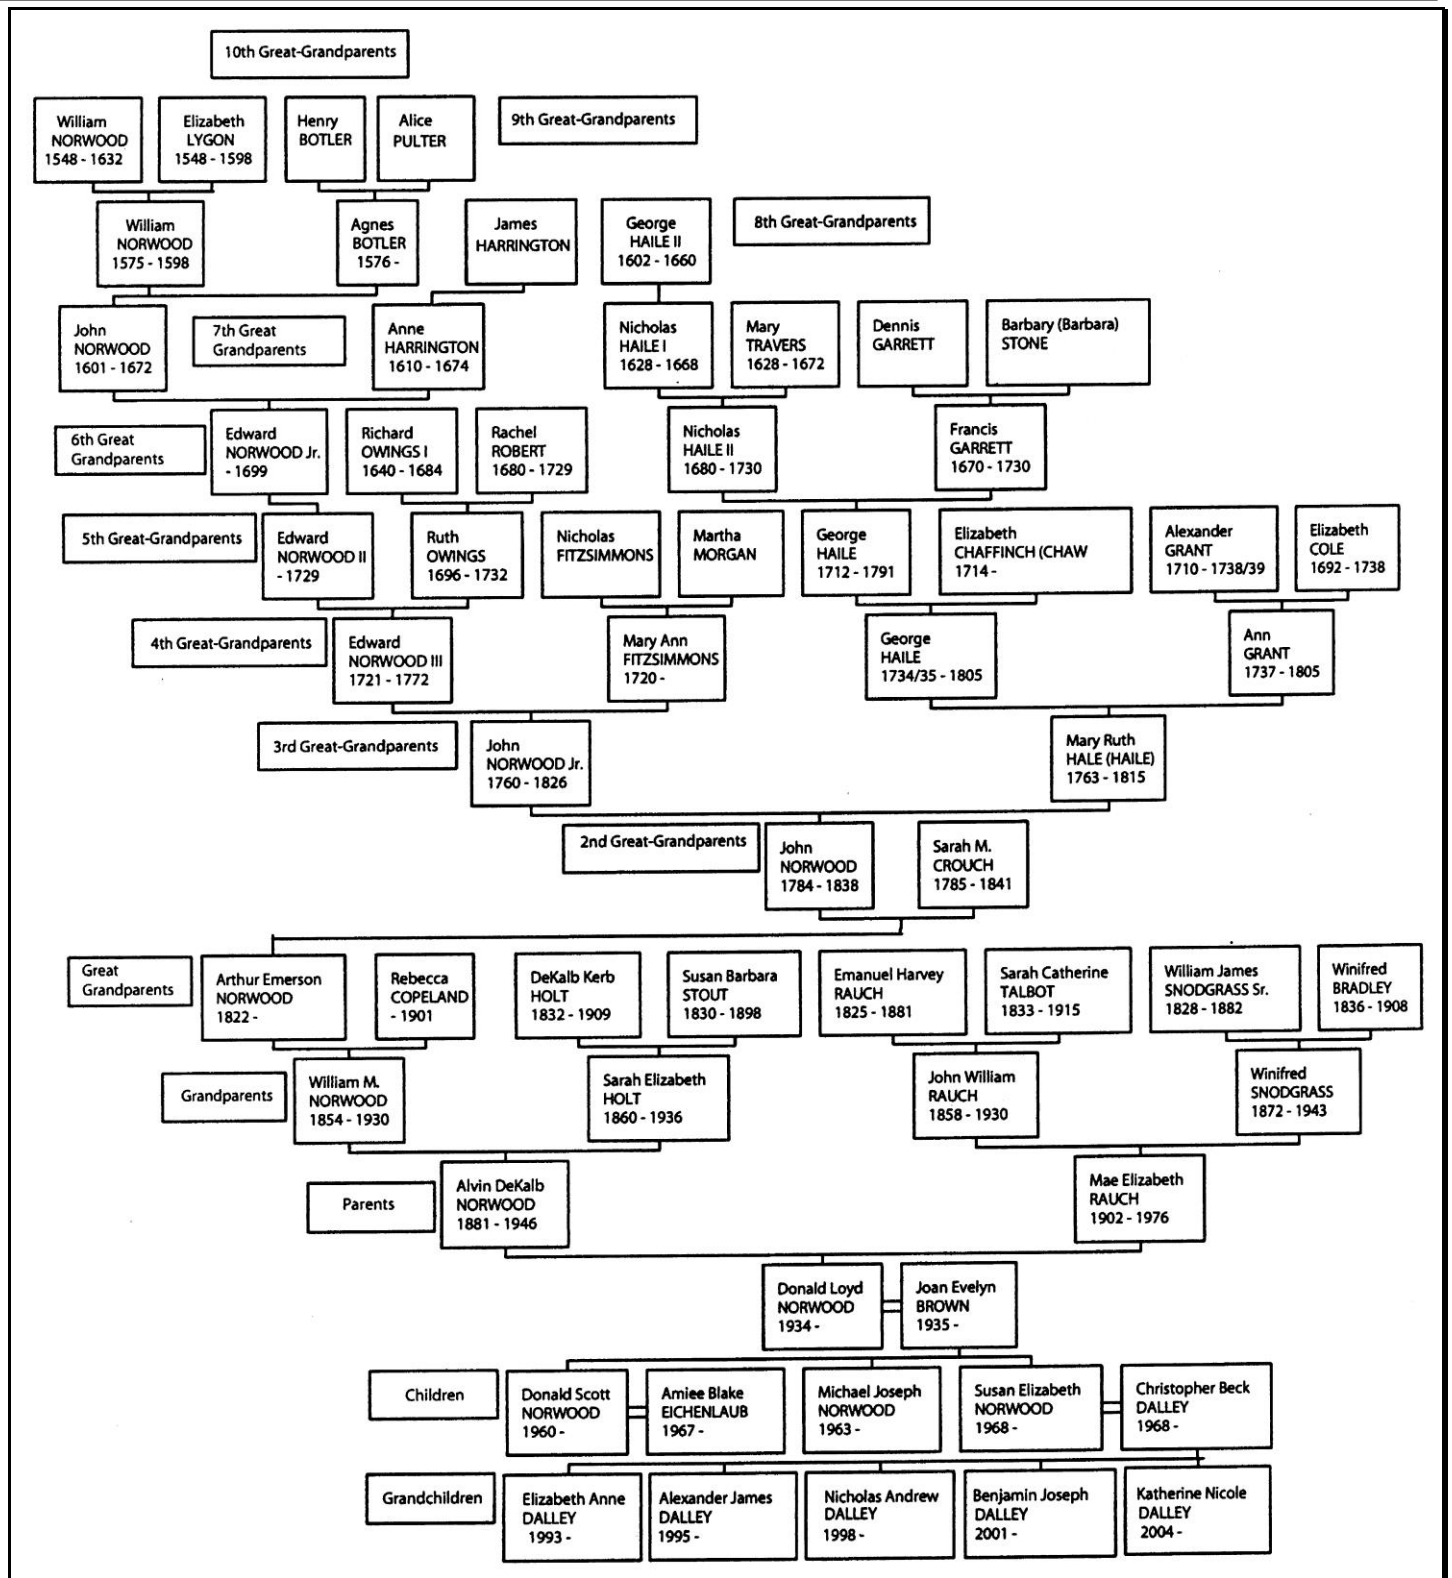 10th Great-Grandparents
William
NORWOOD
1548 - 1632
Elizabeth
LYGON
1548 - 1598
Henry
BOTLER
Alice
PULTER
9th Great-Grandparents
William
NORWOOD
1575 - 1598
Agnes
BOTLER
1576 -
James
HARRINGTON
George
HAILE II
1602 - 1660
8th Great-Grandparents
John
NORWOOD
1601 - 1672
7th Great
Grandparents
Anne
HARRINGTON
1610 - 1674
Nicholas
HAILE I
1628 - 1668
Mary
TRAVERS
1628 - 1672
Dennis
GARRETT
Barbary (Barbara)
STONE
6th Great
Grandparents
Edward
NORWOOD Jr.
- 1699
Richard
OWINGS I
1640 - 1684
Rachel
ROBERT
1680 - 1729
Nicholas
HAILE II
1680 - 1730
Francis
GARRETT
1670 - 1730
5th Great-Grandparents
Edward
NORWOOD II
- 1729
Ruth
OWINGS
1696 - 1732
Nicholas
FITZSIMMONS
Martha
MORGAN
George
HAILE
1712 - 1791
Elizabeth
CHAFFINCH (CHAW
1714 -
Alexander
GRANT
1710 - 1738/39
Elizabeth
COLE
1692 - 1738
4th Great-Grandparents
Edward
NORWOOD III
1721 - 1772
Mary Ann
FITZSIMMONS
1720 -
George
HAILE
1734/35 - 1805
Ann
GRANT
1737 - 1805
3rd Great-Grandparents
John
NORWOOD Jr.
1760 - 1826
Mary Ruth
HALE (HAILE)
1763 - 1815
2nd Great-Grandparents
John
NORWOOD
1784 - 1838
Sarah M.
CROUCH
1785 - 1841
Great
Grandparents
Arthur Emerson
NORWOOD
1822 -
Rebecca
COPELAND
- 1901
DeKalb Kerb
HOLT
1832 - 1909
Susan Barbara
STOUT
1830 - 1898
Emanuel Harvey
RAUCH
1825 - 1881
Sarah Catherine
TALBOT
1833 - 1915
William James
SNODGRASS Sr.
1828 - 1882
Winifred
BRADLEY
1836 - 1908
Grandparents
William M.
NORWOOD
1854 - 1930
Sarah Elizabeth
HOLT
1860 - 1936
John William
RAUCH
1858 - 1930
Winifred
SNODGRASS
1872 - 1943
Parents
Alvin DeKalb
NORWOOD
1881 - 1946
Mae Elizabeth
RAUCH
1902 - 1976
Donald Loyd
NORWOOD
1934 -
Joan Evelyn
BROWN
1935 -
Children
Donald Scott
NORWOOD
1960 -
Amiee Blake
EICHENLAUB
1967 -
Michael Joseph
NORWOOD
1963 -
Susan Elizabeth
NORWOOD
1968 -
Christopher Beck
DALLEY
1968 -
Grandchildren
Elizabeth Anne
DALLEY
1993 -
Alexander James
DALLEY
1995 -
Nicholas Andrew
DALLEY
1998 -
Benjamin Joseph
DALLEY
2001 -
Katherine Nicole
DALLEY
2004 -